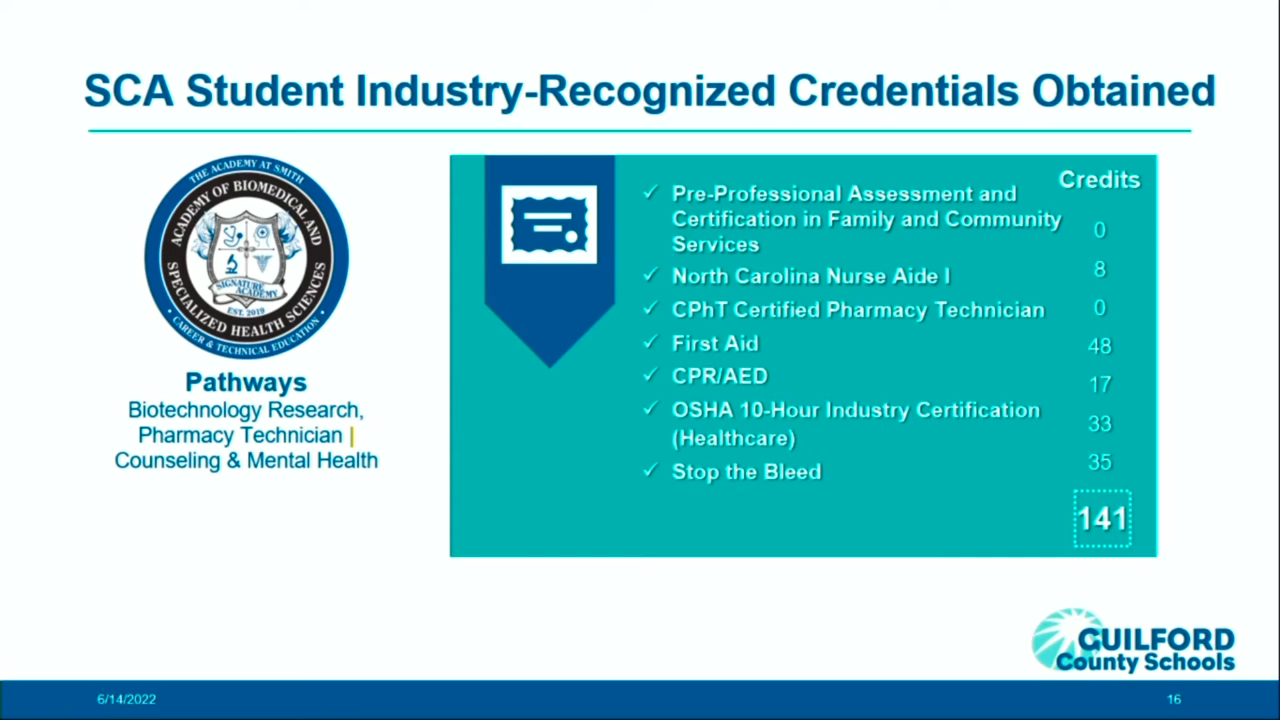 SCA Student Industry-Recognized Credentials Obtained
THE ACADEMY AT SMITH
ACADEMY OF BIOMEDICAL AND
SPECIALIZED HEALTH SCIENCES
SIGNATURE ACADEMY
EST. 2019
• CAREER & TECHNICAL EDUCATION •
Pathways
Biotechnology Research,
Pharmacy Technician |
Counseling & Mental Health
Credits
✓ Pre-Professional Assessment and
Certification in Family and Community
Services
0
✓ North Carolina Nurse Aide I
8
✓ CPhT Certified Pharmacy Technician
0
✓ First Aid
48
✓ CPR/AED
17
✓ OSHA 10-Hour Industry Certification
(Healthcare)
33
✓ Stop the Bleed
35
141
GUILFORD
County Schools
6/14/2022
16